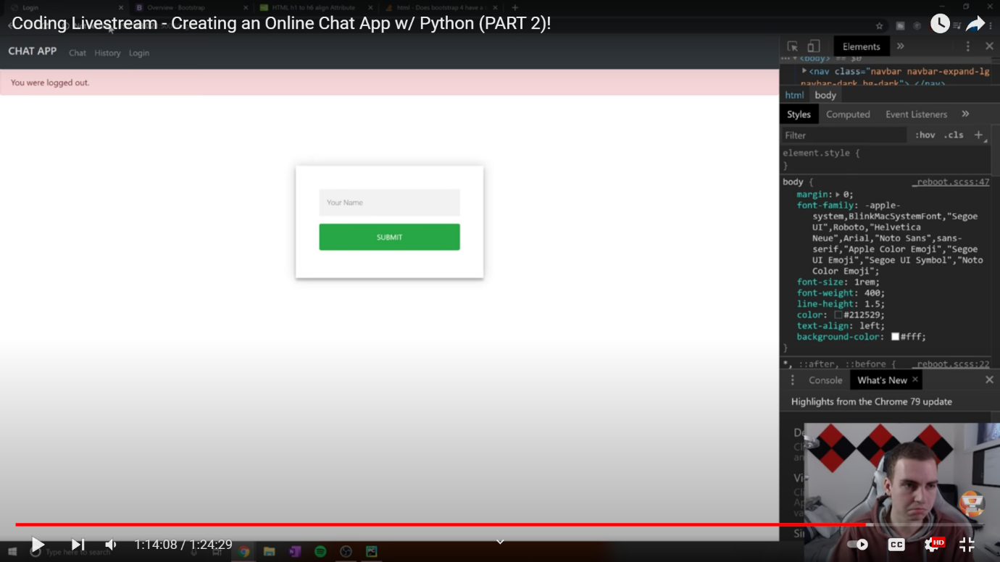 Login
Overview - Bootstrap
HTML h1 to h6 align Attribute
html - Does bootstrap 4 have a
Coding Livestream - Creating an Online Chat App w/ Python (PART 2)!
CHAT APP Chat History Login
You were logged out.
Your Name
SUBMIT
Elements
<body> == $0
<nav class="navbar navbar-expand-lg
navbar-dark bg-dark"> </nav>
html body
Styles Computed Event Listeners
Filter :hov .cls
element.style {
}
body { _reboot.scss:47
margin: 0;
font-family: -apple-
system,BlinkMacSystemFont,"Segoe
UI",Roboto,"Helvetica
Neue",Arial,"Noto Sans",sans-
serif,"Apple Color Emoji","Segoe
UI Emoji","Segoe UI Symbol","Noto
Color Emoji";
font-size: 1rem;
font-weight: 400;
line-height: 1.5;
color: #212529;
text-align: left;
background-color: #fff;
}
*, ::after, ::before { _reboot.scss:22
Console What's New
Highlights from the Chrome 79 update
1:14:08 / 1:24:29
CC
HD
Type here to search